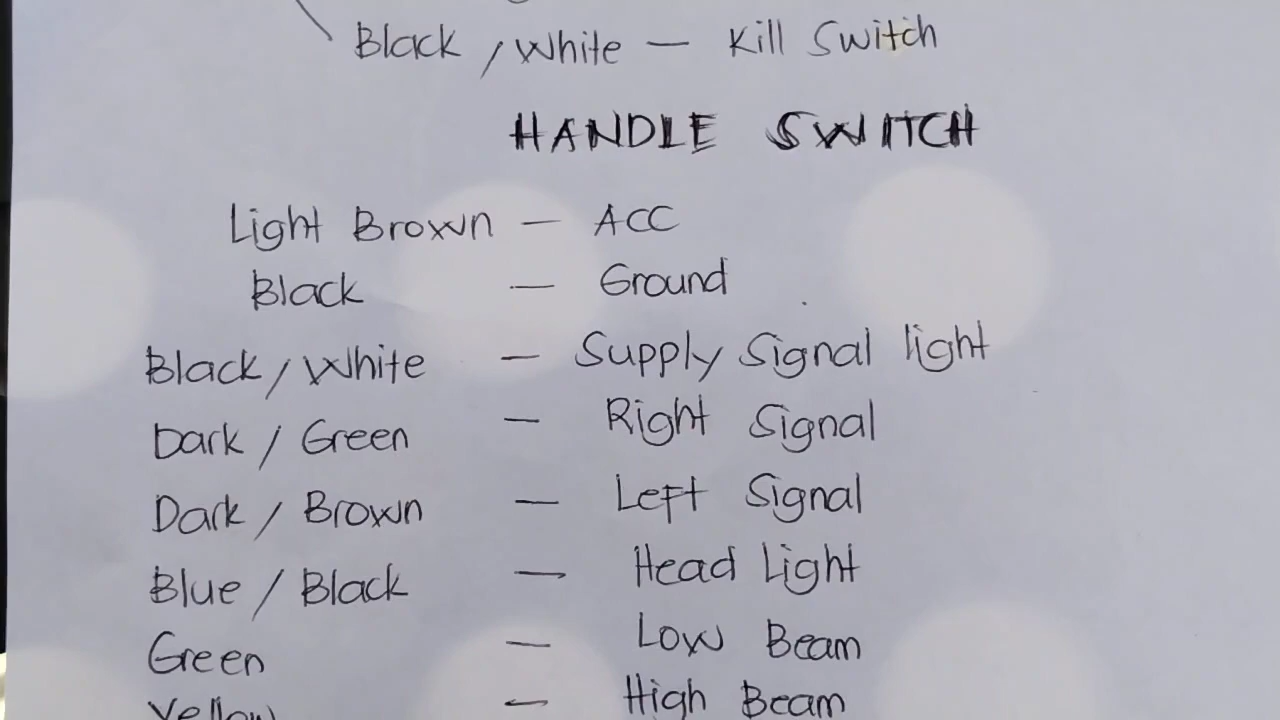 Black / White — Kill Switch
HANDLE SWITCH
Light Brown — ACC
Black — Ground
Black / White — Supply Signal light
Dark / Green — Right Signal
Dark / Brown — Left Signal
Blue / Black — Head Light
Green — Low Beam
Yellow — High Beam